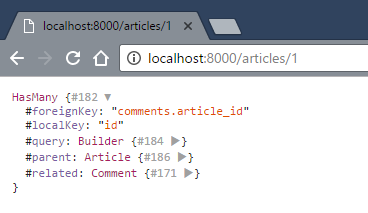 localhost:8000/articles/1
localhost:8000/articles/1
HasMany {#182 ▼
#foreignKey: "comments.article_id"
#localKey: "id"
#query: Builder {#184 ▶}
#parent: Article {#186 ▶}
#related: Comment {#171 ▶}
}